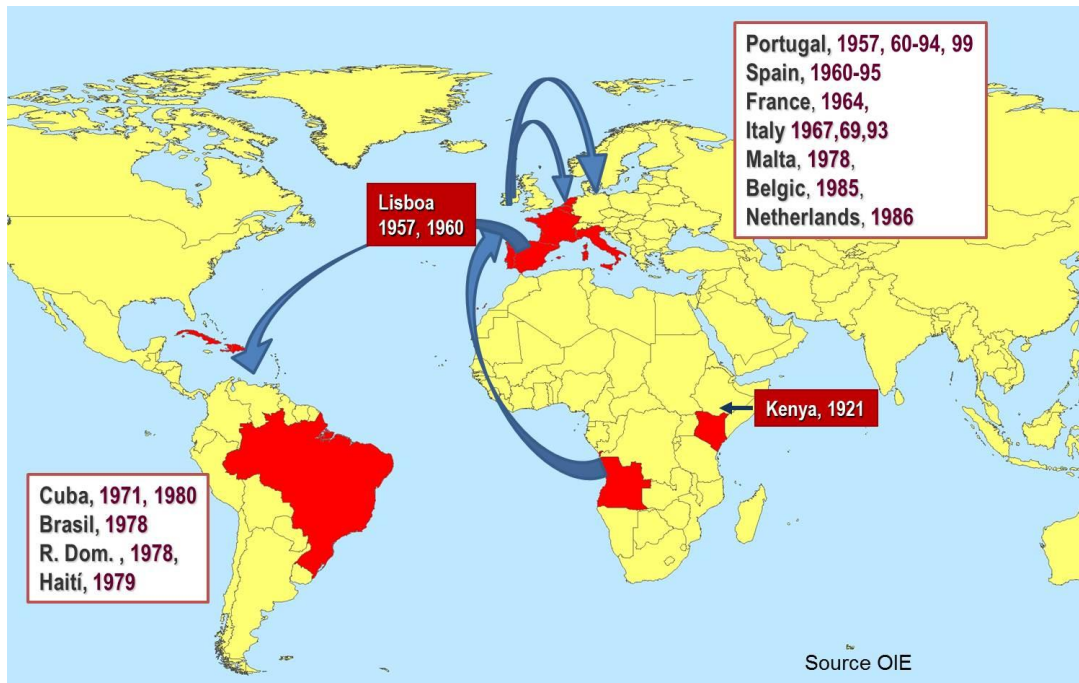 Portugal, 1957, 60-94, 99
Spain, 1960-95
France, 1964,
Italy 1967,69,93
Malta, 1978,
Belgic, 1985,
Netherlands, 1986
Lisboa
1957, 1960
Kenya, 1921
Cuba, 1971, 1980
Brasil, 1978
R. Dom. , 1978,
Haití, 1979
Source OIE